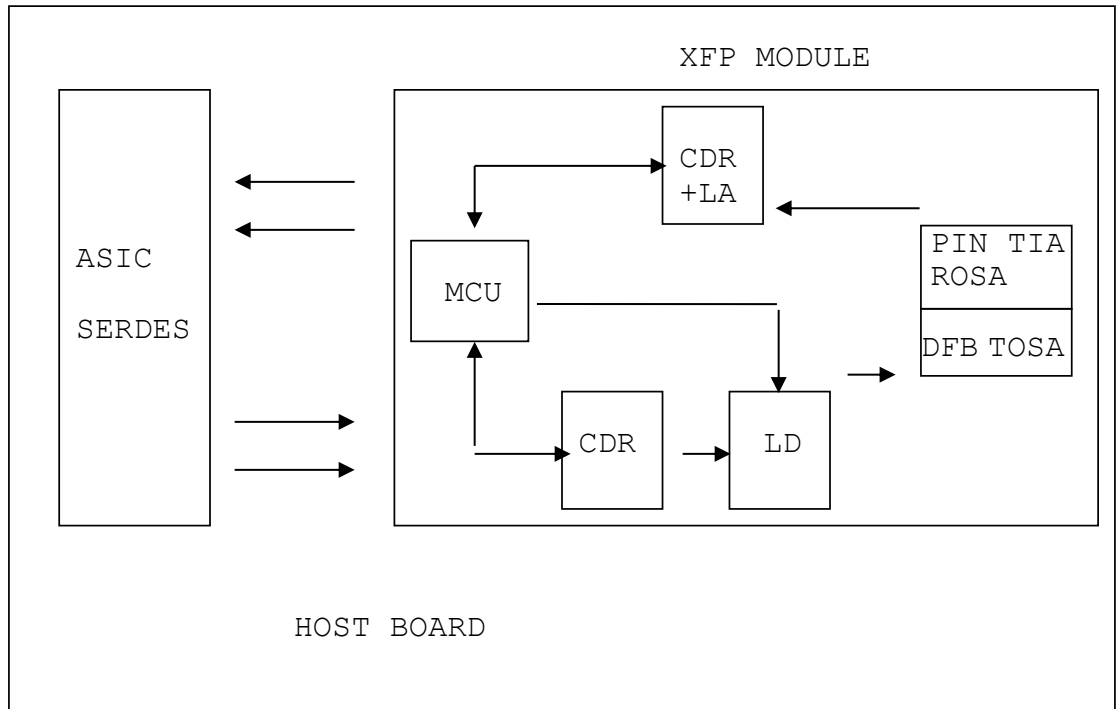 XFP MODULE
CDR
+LA
PIN TIA
ROSA
ASIC
SERDES
MCU
DFB TOSA
CDR
LD
HOST BOARD